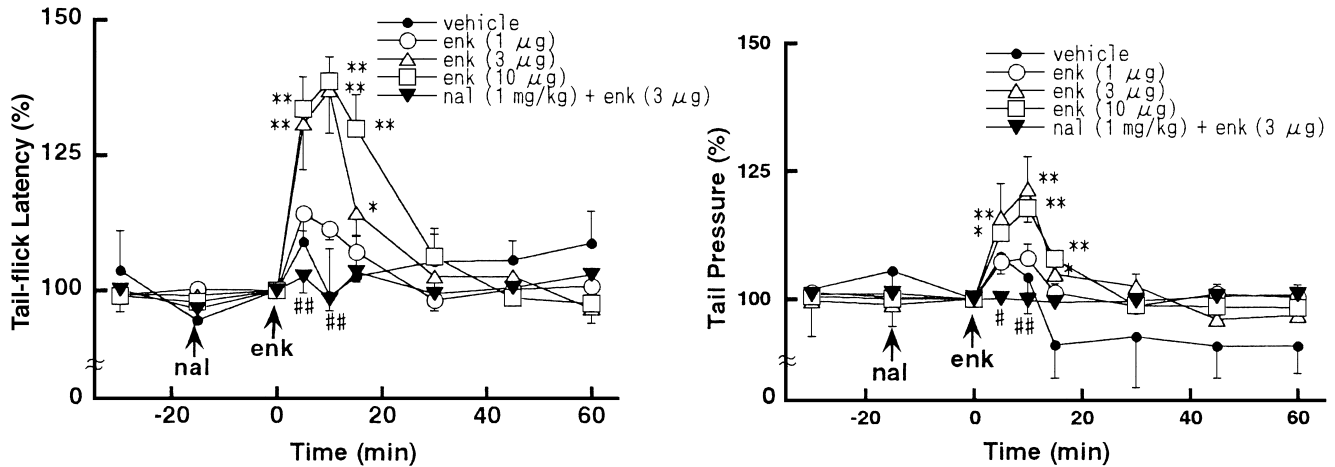 150
125
100
0
Tail-flick Latency (%)
vehicle
enk (1 μg)
enk (3 μg)
enk (10 μg)
nal (1 mg/kg) + enk (3 μg)
**
**
**
**
**
*
##
##
nal
enk
-20
0
20
40
60
Time (min)
150
125
100
0
Tail Pressure (%)
vehicle
enk (1 μg)
enk (3 μg)
enk (10 μg)
nal (1 mg/kg) + enk (3 μg)
**
*
**
**
**
*
#
##
nal
enk
-20
0
20
40
60
Time (min)